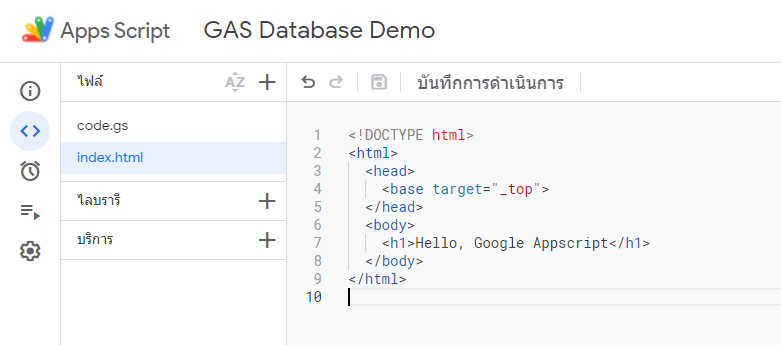 Apps Script GAS Database Demo
ไฟล์ AZ บันทึกการดำเนินการ
code.gs
index.html
ไลบรารี
บริการ
1 <!DOCTYPE html>
2 <html>
3 <head>
4 <base target="_top">
5 </head>
6 <body>
7 <h1>Hello, Google Appscript</h1>
8 </body>
9 </html>
10